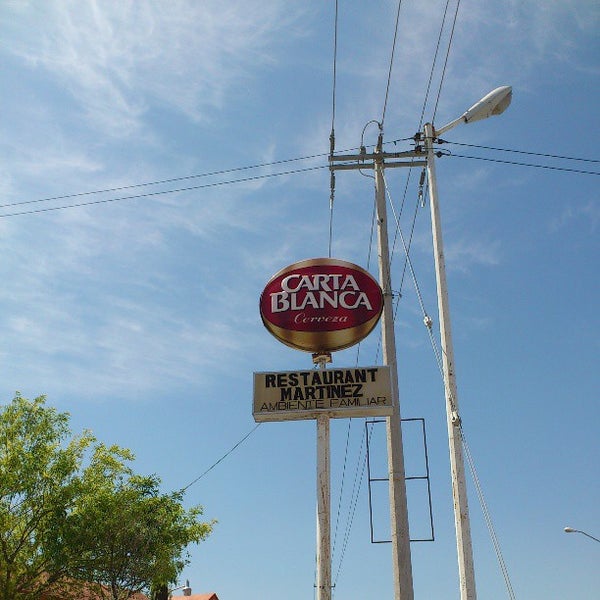 CARTA
BLANCA
Cerveza
RESTAURANT
MARTINEZ
AMBIENTE FAMILIAR